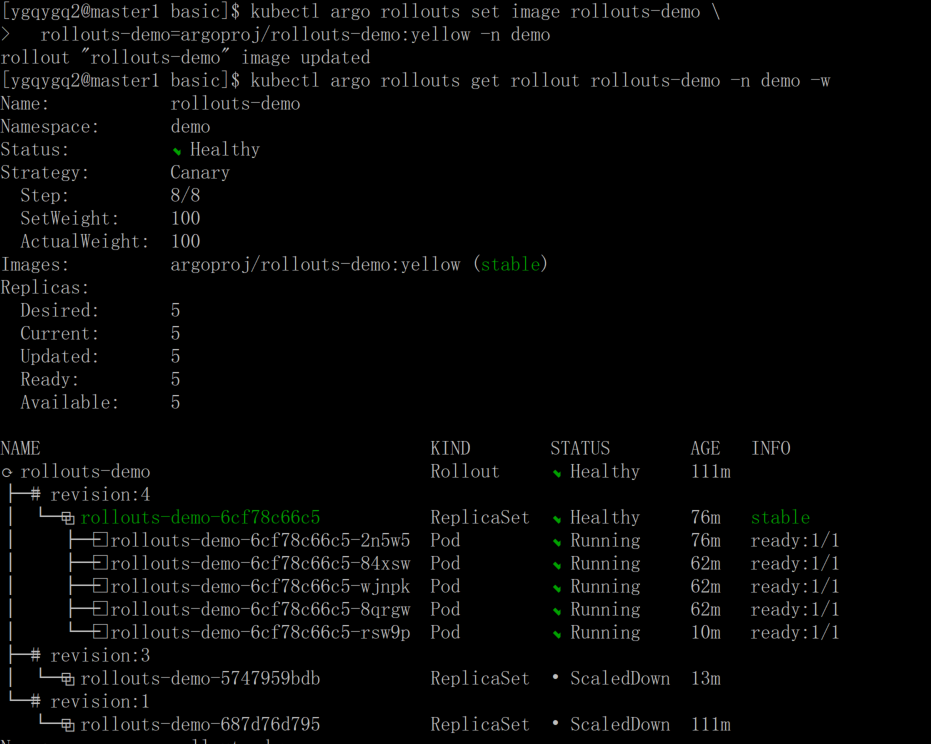 [ygqygq2@master1 basic]$ kubectl argo rollouts set image rollouts-demo \
>   rollouts-demo=argoproj/rollouts-demo:yellow -n demo
rollout "rollouts-demo" image updated
[ygqygq2@master1 basic]$ kubectl argo rollouts get rollout rollouts-demo -n demo -w
Name:            rollouts-demo
Namespace:       demo
Status:          ✔ Healthy
Strategy:        Canary
  Step:          8/8
  SetWeight:     100
  ActualWeight:  100
Images:          argoproj/rollouts-demo:yellow (stable)
Replicas:
  Desired:       5
  Current:       5
  Updated:       5
  Ready:         5
  Available:     5
NAME                                       KIND        STATUS        AGE   INFO
⟳ rollouts-demo                            Rollout     ✔ Healthy     111m
├──# revision:4
│  └──⧉ rollouts-demo-6cf78c66c5           ReplicaSet  ✔ Healthy     76m   stable
│     ├──□ rollouts-demo-6cf78c66c5-2n5w5  Pod         ✔ Running     76m   ready:1/1
│     ├──□ rollouts-demo-6cf78c66c5-84xsw  Pod         ✔ Running     62m   ready:1/1
│     ├──□ rollouts-demo-6cf78c66c5-wjnpk  Pod         ✔ Running     62m   ready:1/1
│     ├──□ rollouts-demo-6cf78c66c5-8qrgw  Pod         ✔ Running     62m   ready:1/1
│     └──□ rollouts-demo-6cf78c66c5-rsw9p  Pod         ✔ Running     10m   ready:1/1
├──# revision:3
│  └──⧉ rollouts-demo-5747959bdb           ReplicaSet  • ScaledDown  13m
└──# revision:1
   └──⧉ rollouts-demo-687d76d795           ReplicaSet  • ScaledDown  111m